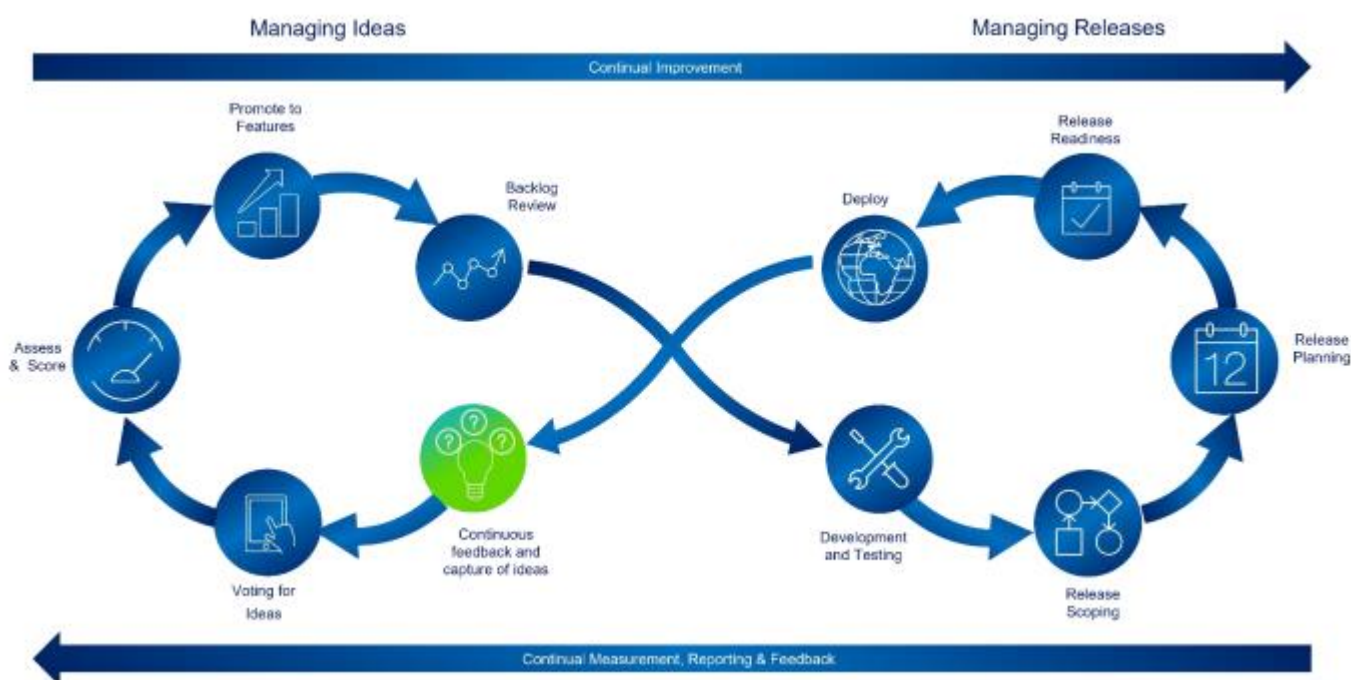 Managing Ideas
Managing Releases
Continual Improvement
Promote to
Features
Release
Readiness
Backlog
Review
Deploy
Assess
& Score
12
Release
Planning
?
?
?
Continuous
feedback and
capture of ideas
Development
and Testing
Voting for
Ideas
Release
Scoping
Continual Measurement, Reporting & Feedback